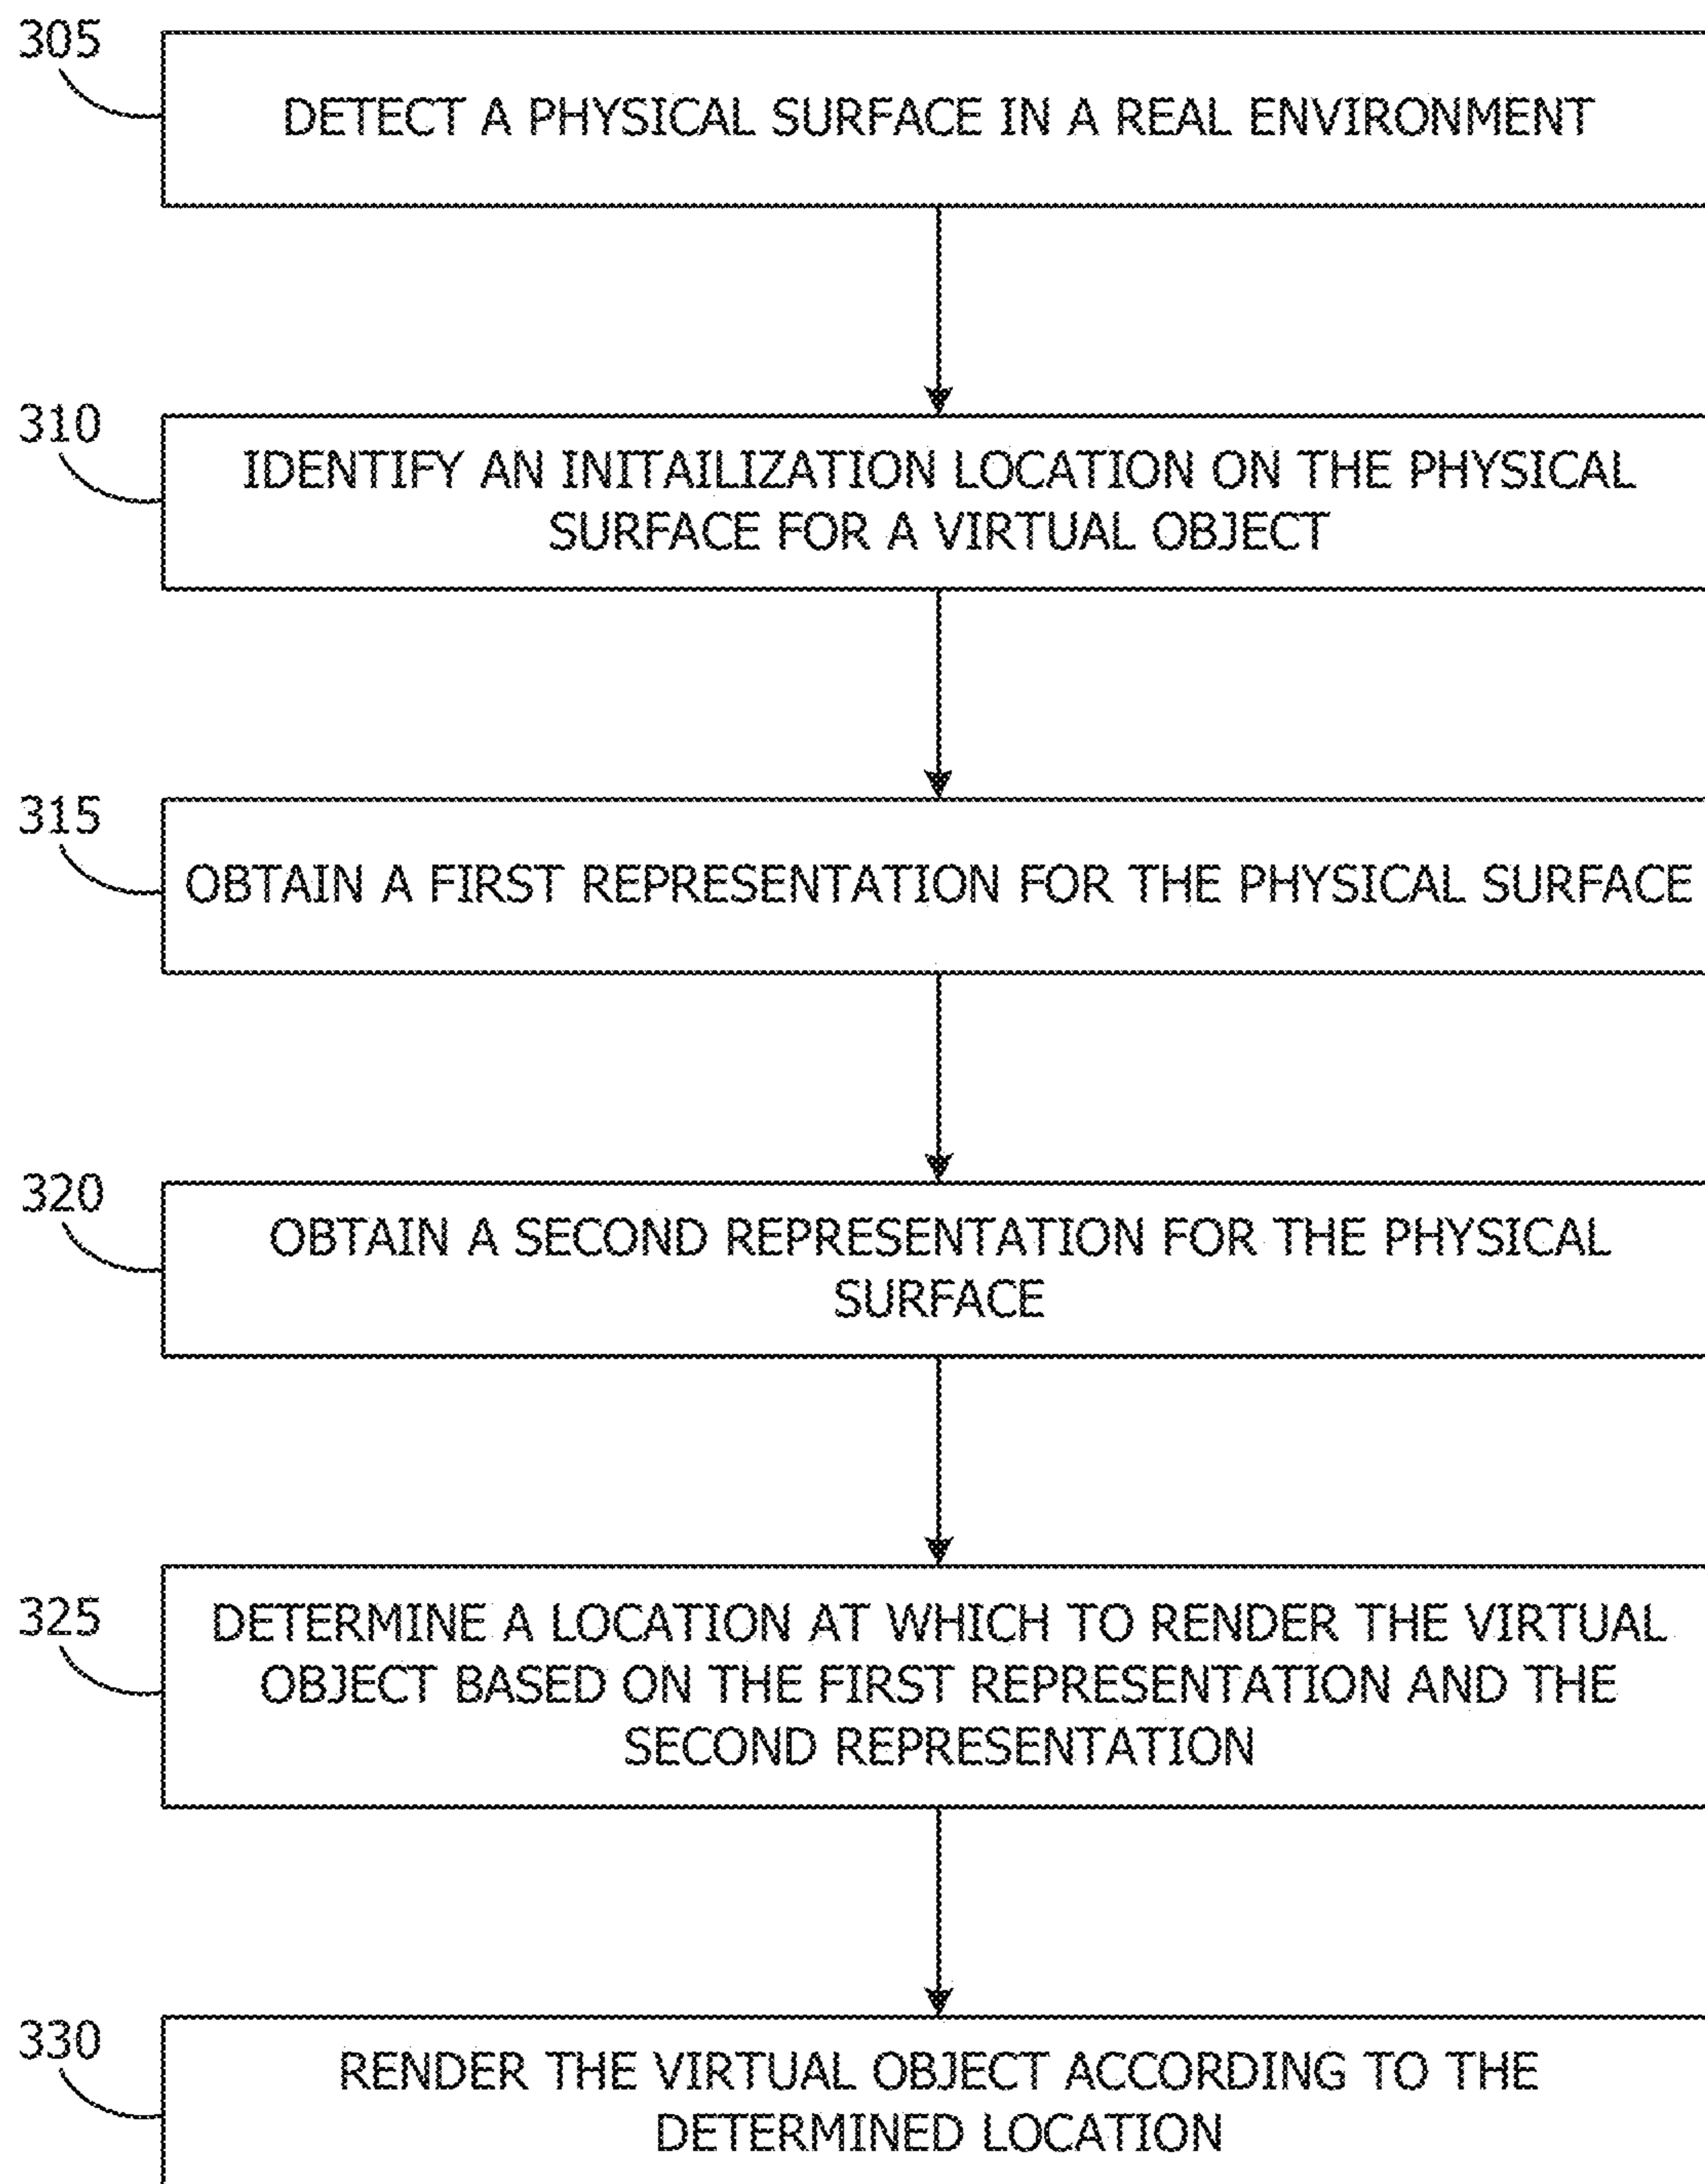 305
DETECT A PHYSICAL SURFACE IN A REAL ENVIRONMENT
310
IDENTIFY AN INITAILIZATION LOCATION ON THE PHYSICAL
SURFACE FOR A VIRTUAL OBJECT
315
OBTAIN A FIRST REPRESENTATION FOR THE PHYSICAL SURFACE
320
OBTAIN A SECOND REPRESENTATION FOR THE PHYSICAL
SURFACE
325
DETERMINE A LOCATION AT WHICH TO RENDER THE VIRTUAL
OBJECT BASED ON THE FIRST REPRESENTATION AND THE
SECOND REPRESENTATION
330
RENDER THE VIRTUAL OBJECT ACCORDING TO THE
DETERMINED LOCATION